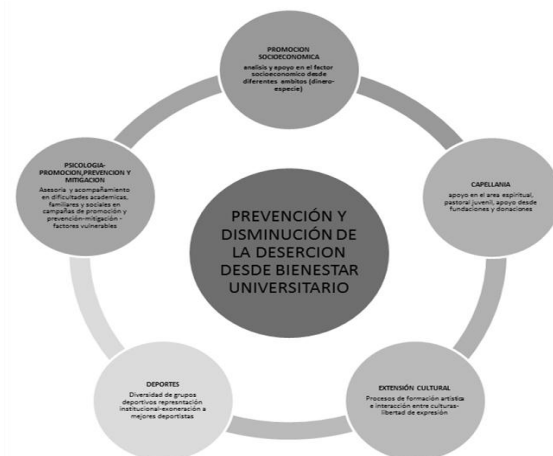 PROMOCION
SOCIOECONOMICA
analisis y apoyo en el factor
socioeconomico desde
diferentes ambitos (dinero-
especie)
CAPELLANIA
apoyo en el area espiritual,
pastoral juvenil, apoyo desde
fundaciones y donaciones
EXTENSIÓN CULTURAL
Procesos de formación artistica
e interacción entre culturas-
libertad de expresión
DEPORTES
Diversidad de grupos
deportivos representación
institucional-exoneración a
mejores deportistas
PSICOLOGIA-
PROMOCION,PREVENCION Y
MITIGACION
Asesoria y acompañamiento
en dificultades academicas,
familiares y sociales en
campañas de promoción y
prevención-mitigación -
factores vulnerables
PREVENCIÓN Y
DISMINUCIÓN DE
LA DESERCION
DESDE BIENESTAR
UNIVERSITARIO